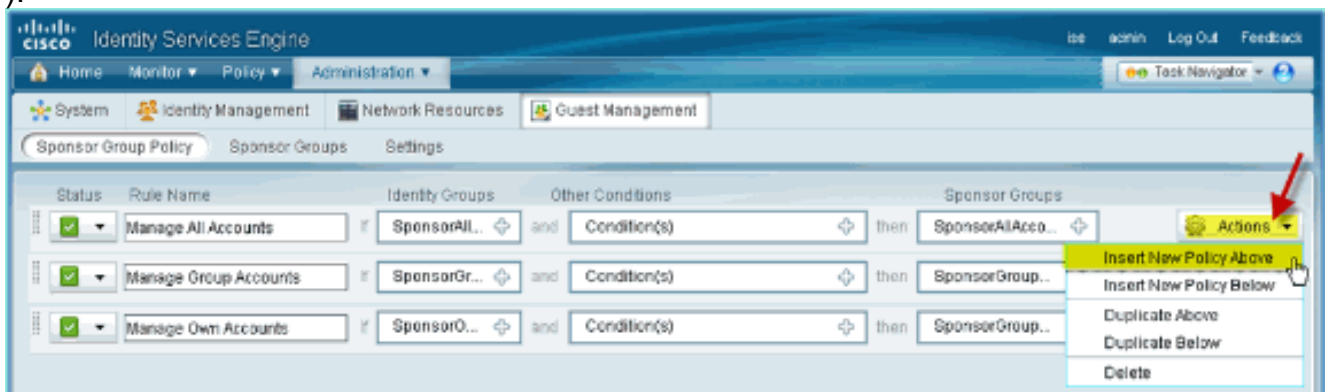 ).
cisco Identity Services Engine ise admin Log Out Feedback
Home Monitor Policy Administration Task Navigator
System Identity Management Network Resources Guest Management
Sponsor Group Policy Sponsor Groups Settings
Status Rule Name Identity Groups Other Conditions Sponsor Groups
Manage All Accounts If SponsorAll... and Condition(s) then SponsorAllAcco... Actions
Insert New Policy Above
Manage Group Accounts If SponsorGr... and Condition(s) then SponsorGroup...
Insert New Policy Below
Duplicate Above
Manage Own Accounts If SponsorO... and Condition(s) then SponsorGroup...
Duplicate Below
Delete